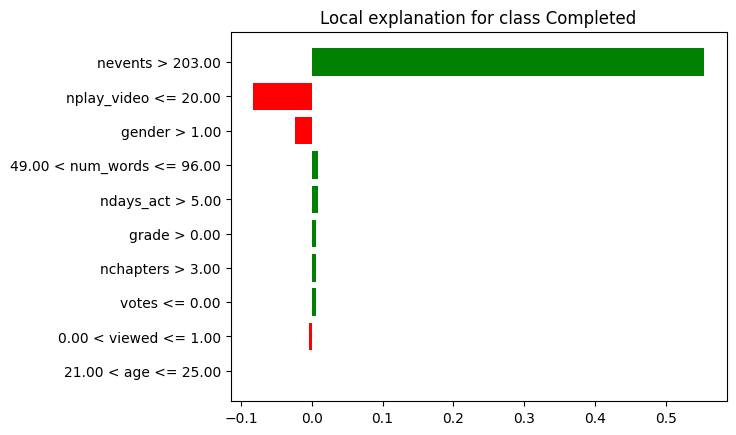 Local explanation for class Completed
nevents > 203.00
nplay_video <= 20.00
gender > 1.00
49.00 < num_words <= 96.00
ndays_act > 5.00
grade > 0.00
nchapters > 3.00
votes <= 0.00
0.00 < viewed <= 1.00
21.00 < age <= 25.00
−0.1 0.0 0.1 0.2 0.3 0.4 0.5